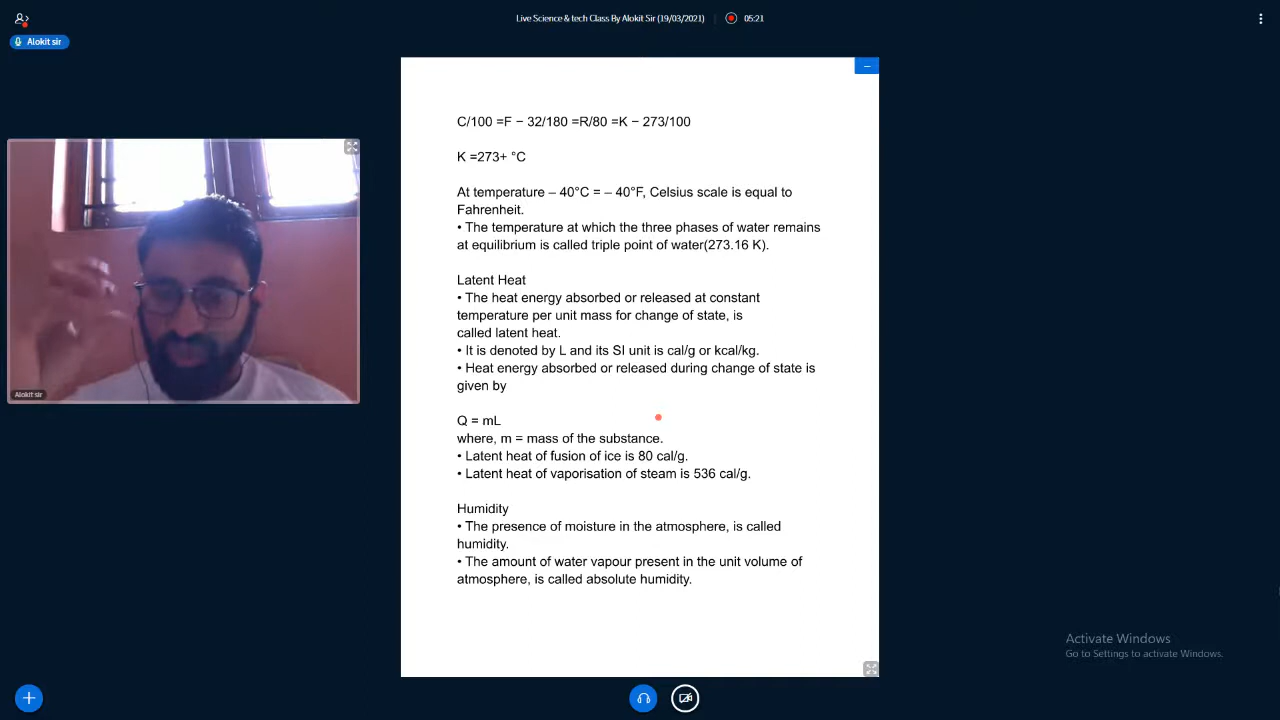 Live Science & tech Class By Alokit Sir (19/03/2021)
05:21
Alokit sir
C/100 =F − 32/180 =R/80 =K − 273/100
K =273+ °C
At temperature – 40°C = – 40°F, Celsius scale is equal to
Fahrenheit.
• The temperature at which the three phases of water remains
at equilibrium is called triple point of water(273.16 K).
Latent Heat
• The heat energy absorbed or released at constant
temperature per unit mass for change of state, is
called latent heat.
• It is denoted by L and its SI unit is cal/g or kcal/kg.
• Heat energy absorbed or released during change of state is
given by
Q = mL
where, m = mass of the substance.
• Latent heat of fusion of ice is 80 cal/g.
• Latent heat of vaporisation of steam is 536 cal/g.
Humidity
• The presence of moisture in the atmosphere, is called
humidity.
• The amount of water vapour present in the unit volume of
atmosphere, is called absolute humidity.
Alokit sir
Activate Windows
Go to Settings to activate Windows.